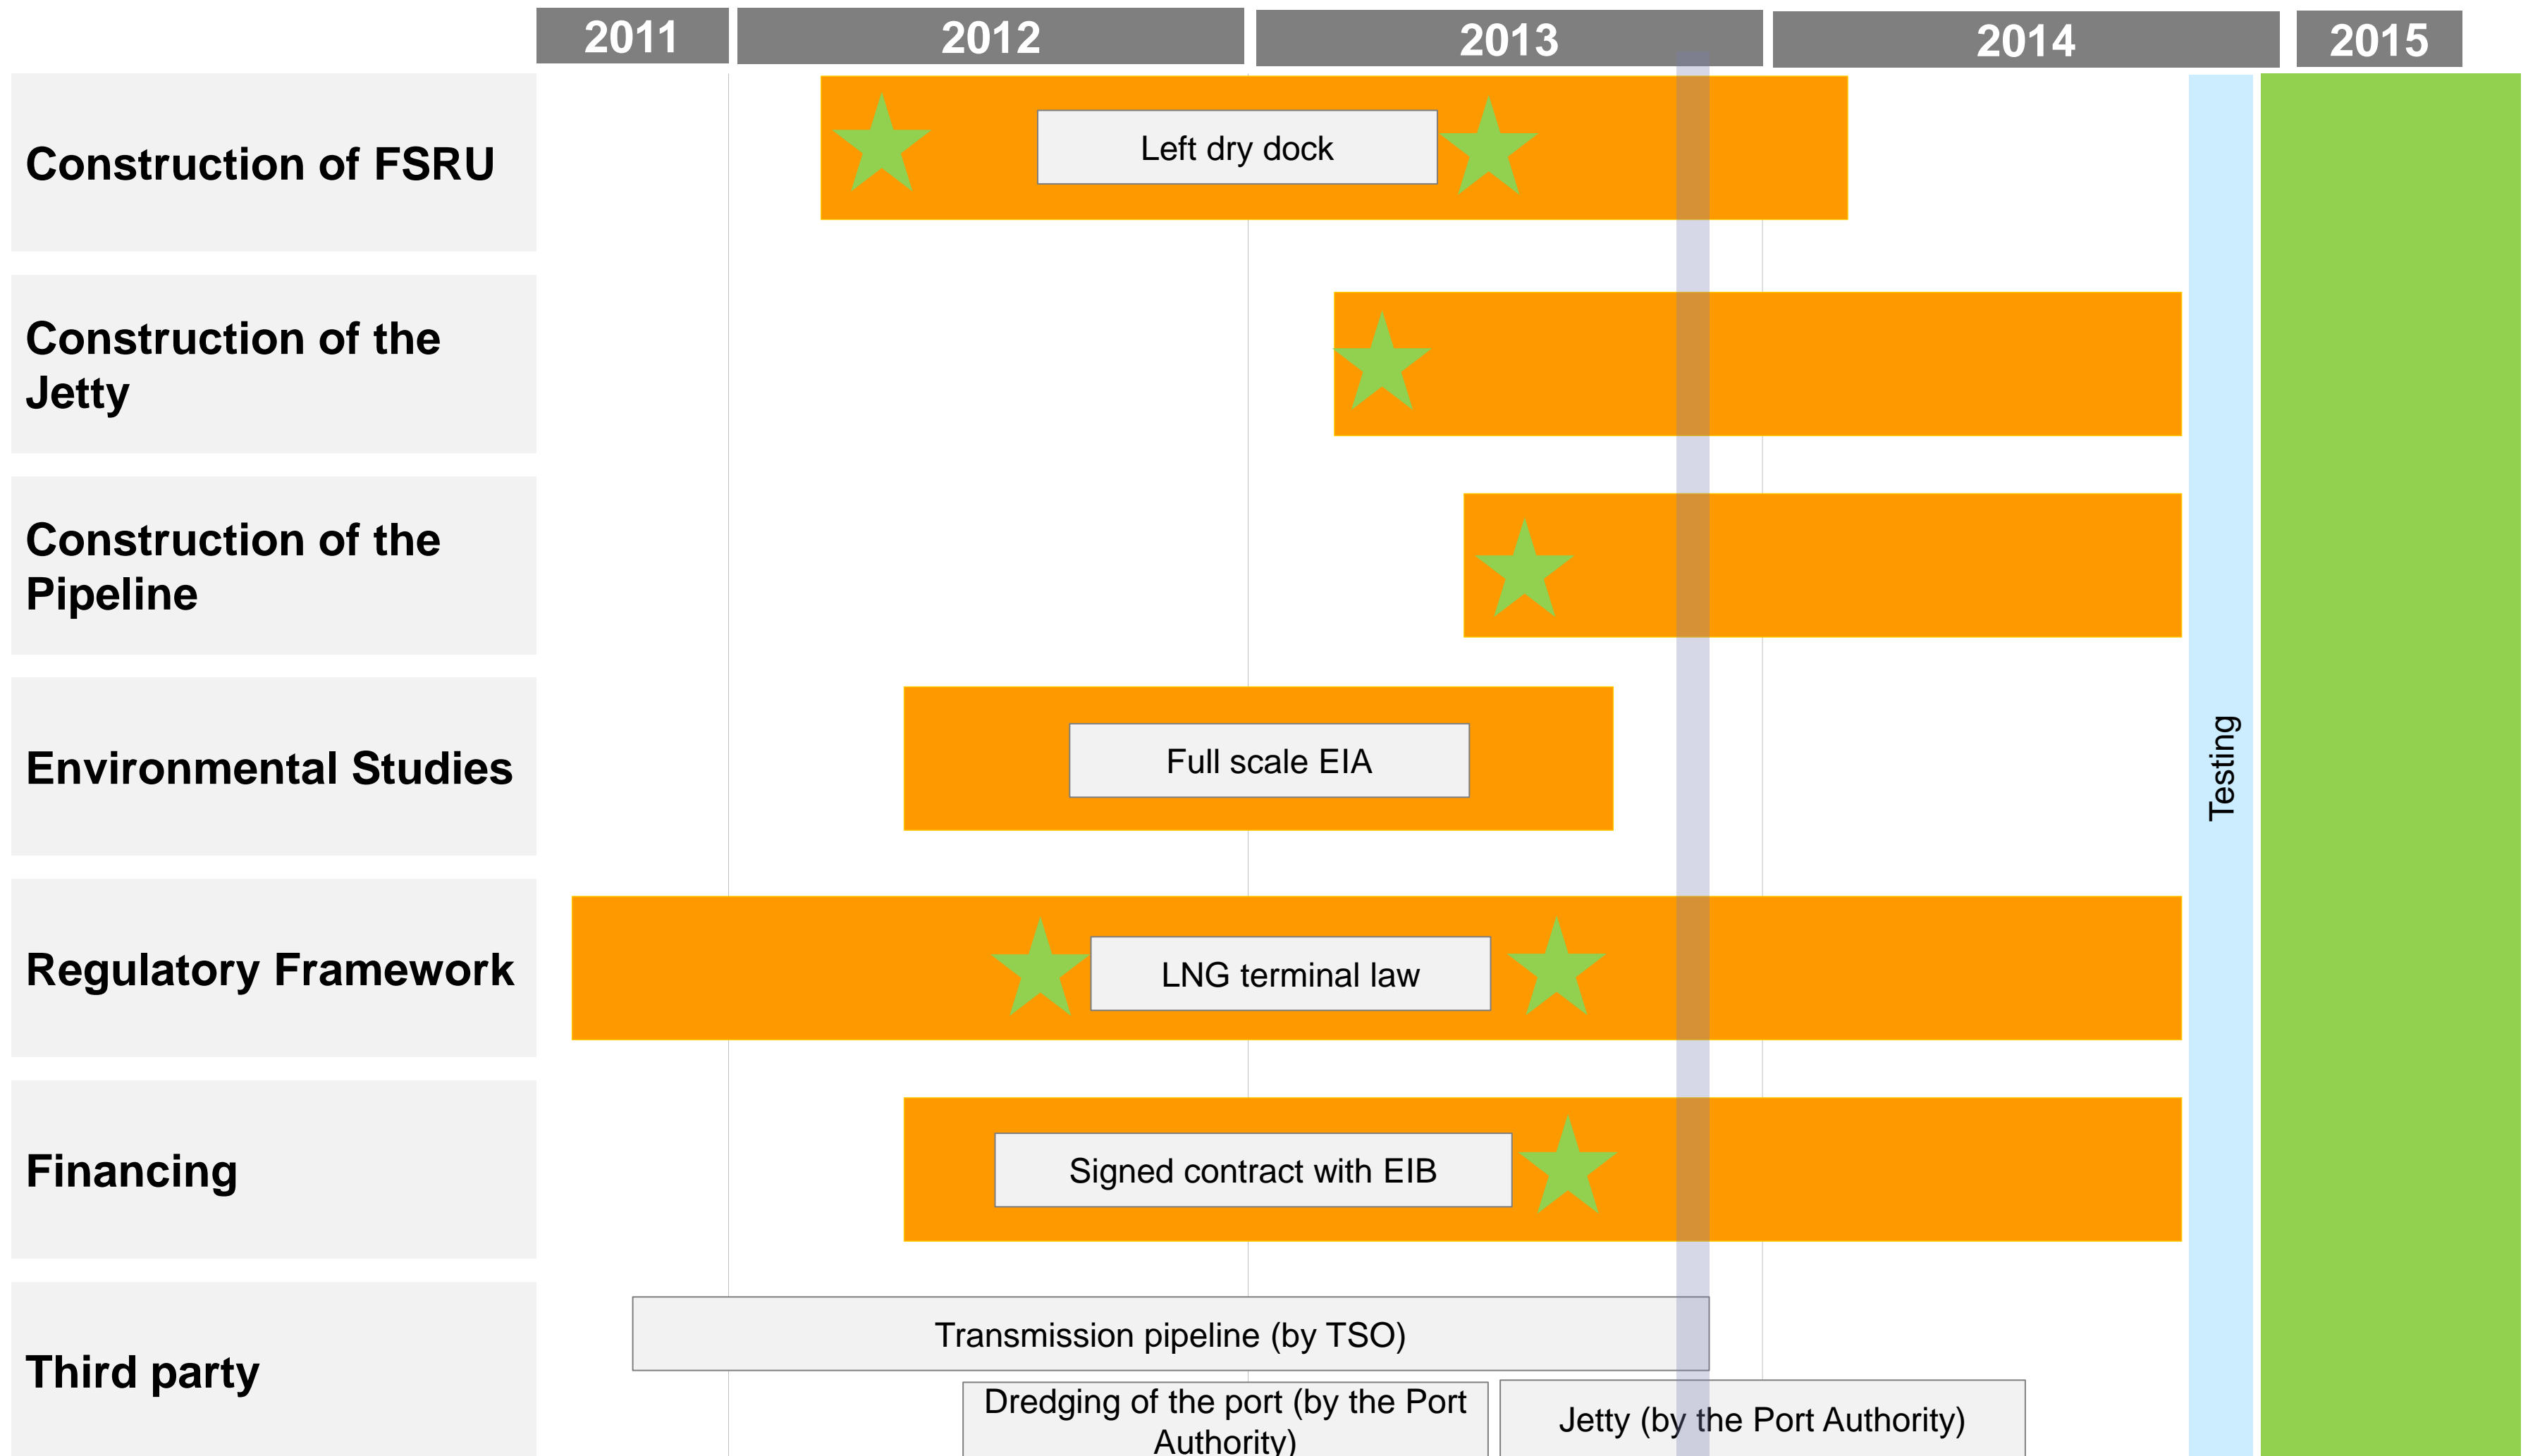 2011
2012
2013
2014
2015
Construction of FSRU
Left dry dock
Construction of the
Jetty
Construction of the
Pipeline
Environmental Studies
Full scale EIA
Testing
Regulatory Framework
LNG terminal law
Financing
Signed contract with EIB
Third party
Transmission pipeline (by TSO)
Dredging of the port (by the Port
Authority)
Jetty (by the Port Authority)